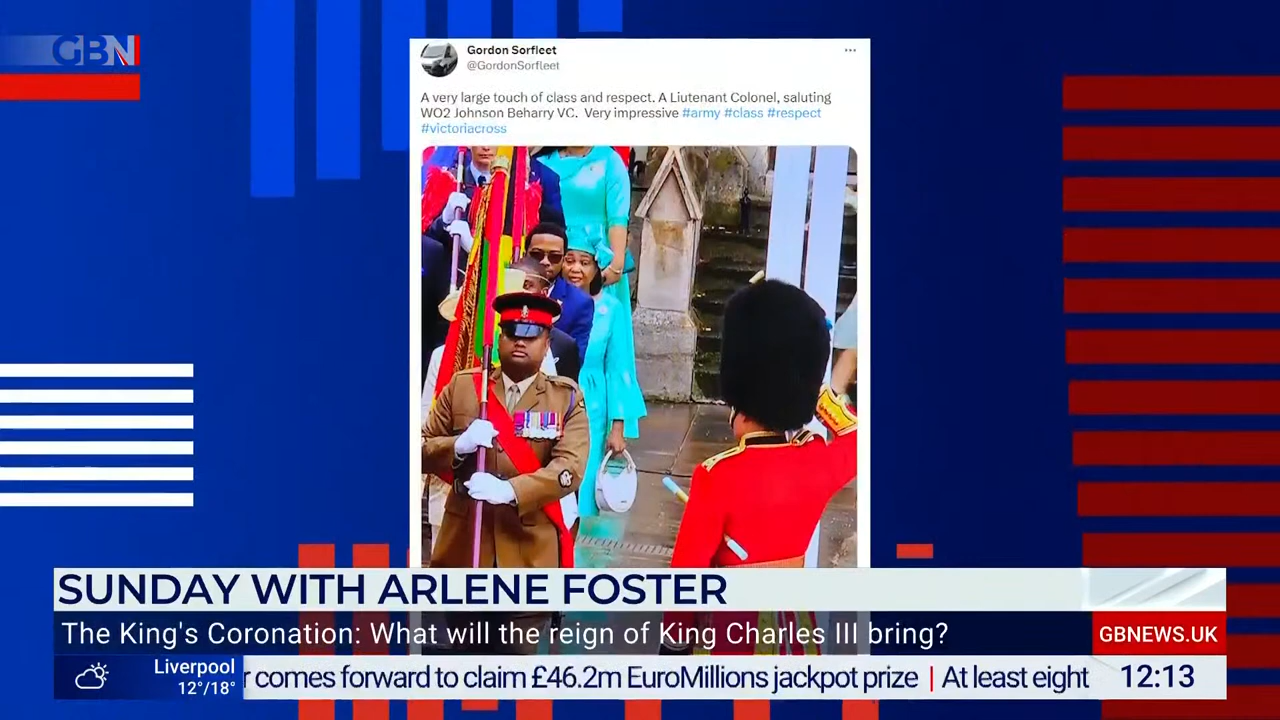 GBN
Gordon Sorfleet
@GordonSorfleet
A very large touch of class and respect. A Liutenant Colonel, saluting
WO2 Johnson Beharry VC. Very impressive #army #class #respect
#victoriacross
SUNDAY WITH ARLENE FOSTER
The King's Coronation: What will the reign of King Charles III bring?
GBNEWS.UK
Liverpool
12°/18°
r comes forward to claim £46.2m EuroMillions jackpot prize | At least eight
12:13